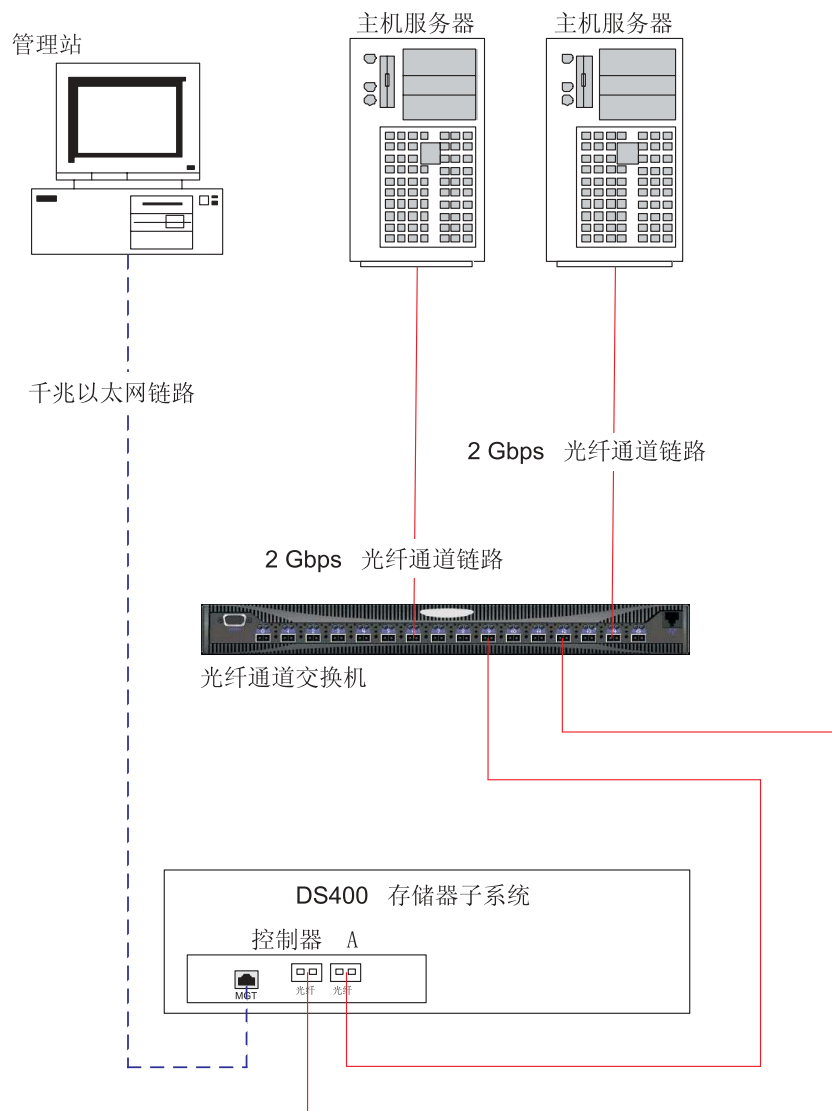 主机服务器
主机服务器
管理站
千兆以太网链路
2 Gbps 光纤通道链路
2 Gbps 光纤通道链路
光纤通道交换机
DS400 存储器子系统
控制器 A
MGT
光纤
光纤